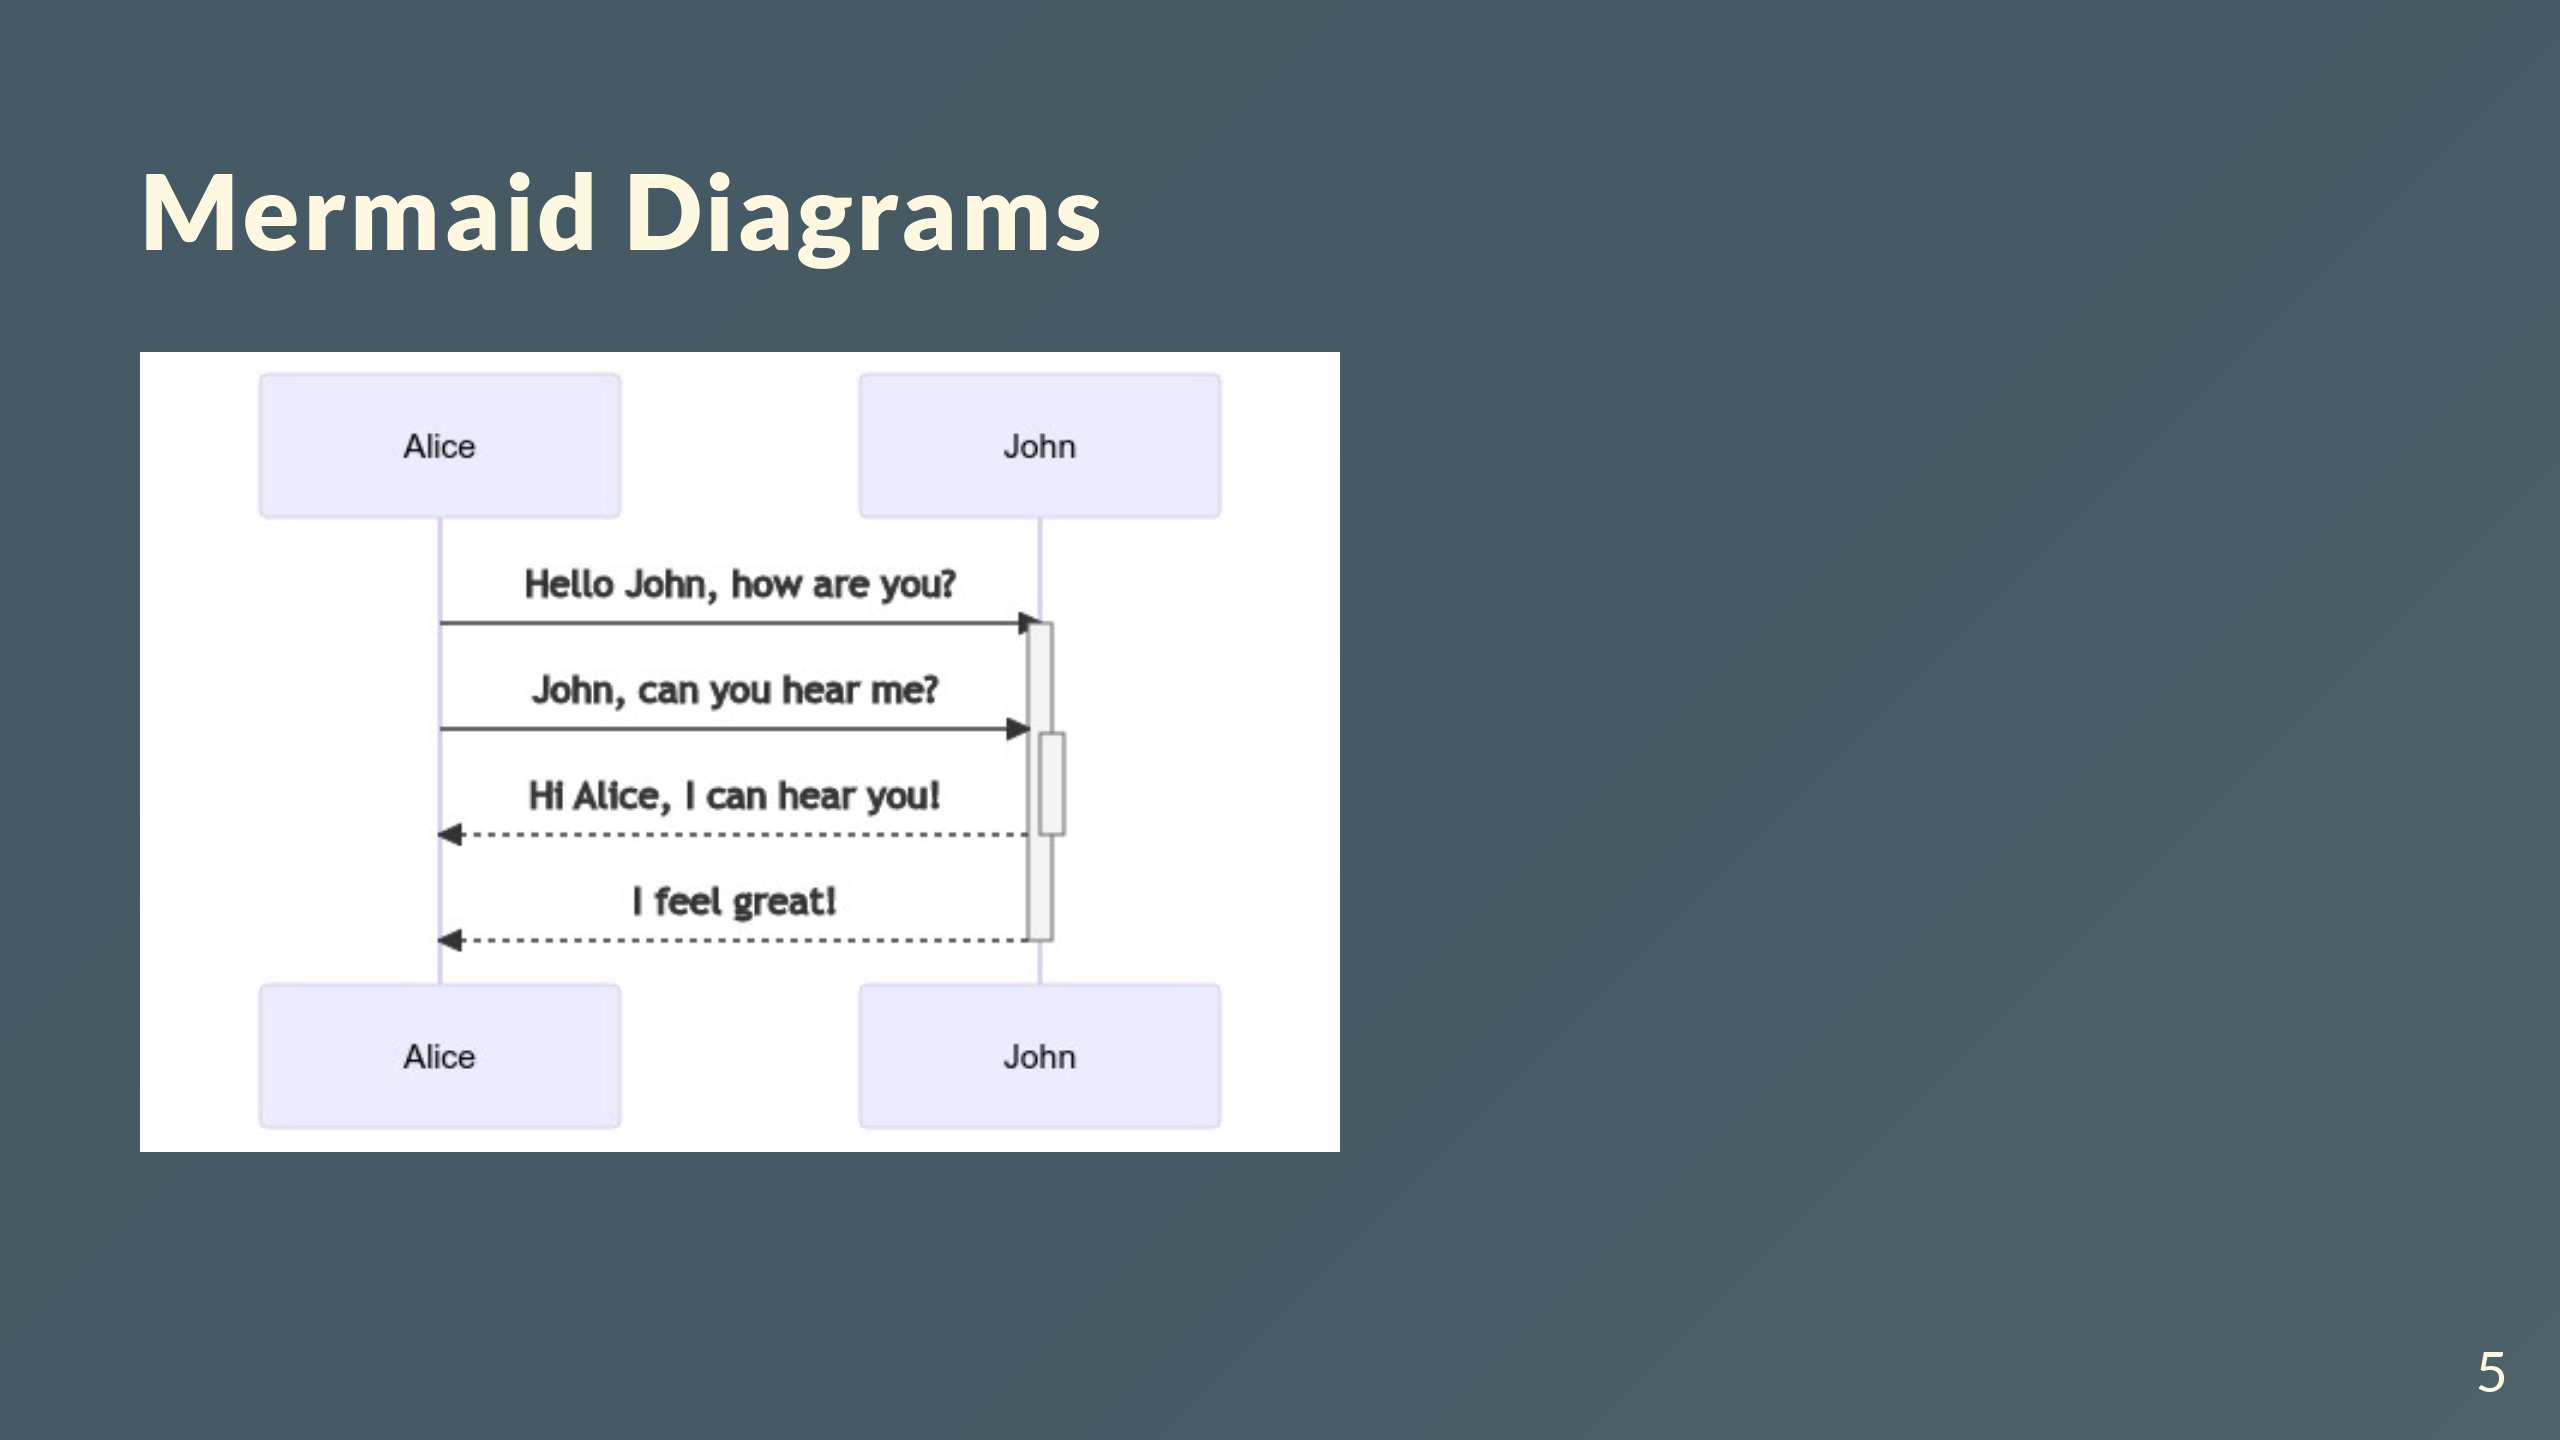 Mermaid Diagrams
Alice
John
Hello John, how are you?
John, can you hear me?
Hi Alice, I can hear you!
I feel great!
Alice
John
5